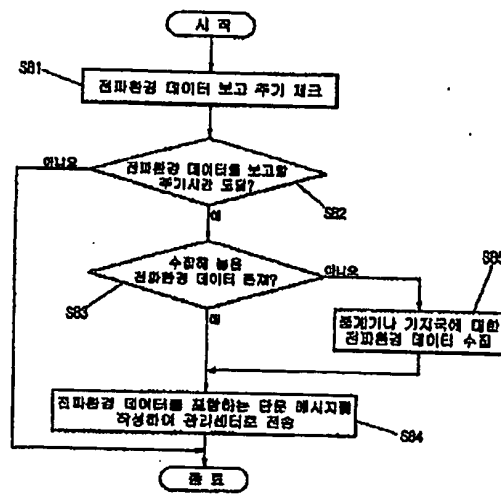 시 작
S81
전파환경 데이터 보고 주기 체크
아니오
전파환경 데이터를 보고할
주기시간 도달?
S82
예
수집해 놓은
전파환경 데이터 존재?
아니오
S83
예
S85
중계기나 기지국에 대한
전파환경 데이터 수집
전파환경 데이터를 포함하는 단문 메시지를
작성하여 관리센터로 전송
S84
종 료